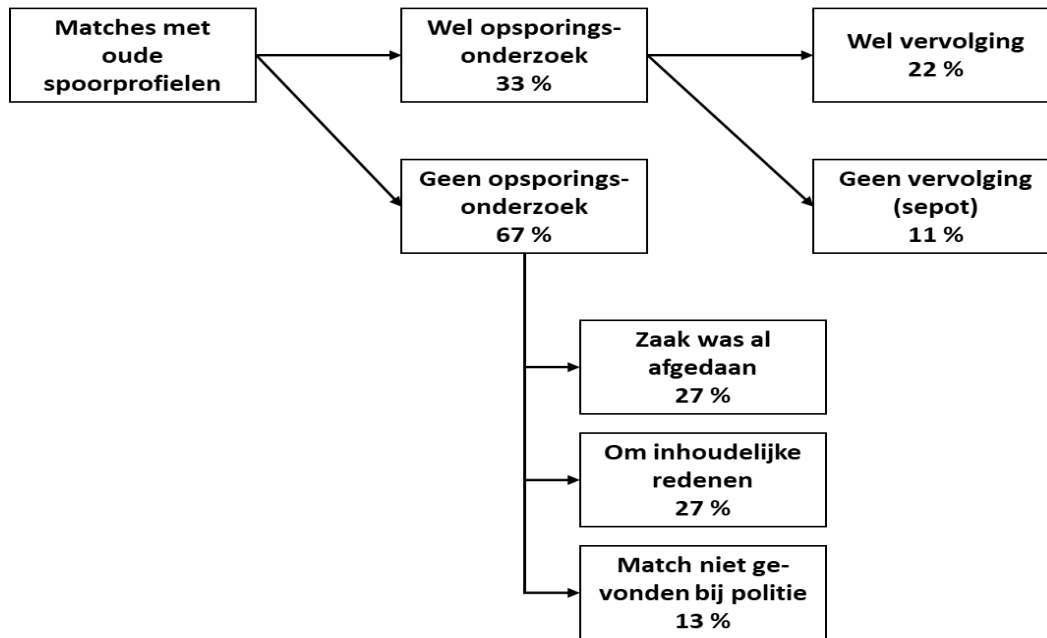 Matches met
oude
spoorprofielen
Wel opsporings-
onderzoek
33 %
Wel vervolging
22 %
Geen opsporings-
onderzoek
67 %
Geen vervolging
(sepot)
11 %
Zaak was al
afgedaan
27 %
Om inhoudelijke
redenen
27 %
Match niet ge-
vonden bij politie
13 %